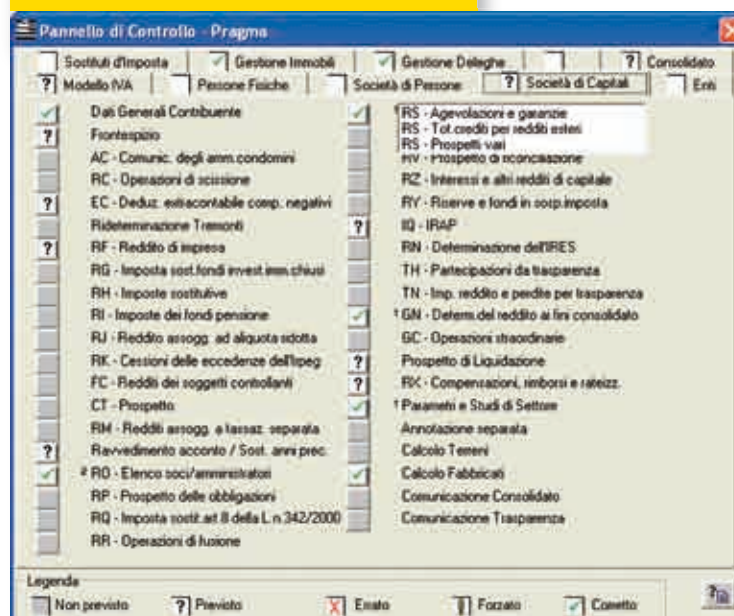 Pannello di Controllo - Pragma
Sostituti d'Imposta
Gestione Immobili
Gestione Deleghe
? Consolidato
? Modello IVA
Persone Fisiche
Società di Persone
? Società di Capitali
Enti
Dati Generali Contribuente
? Frontespizio
AC - Comunic. degli amm.condomini
RC - Operazioni di scissione
? EC - Deduz. extracontabile comp. negativi
Rideterminazione Tremonti
? RF - Reddito di impresa
RG - Imposta sost.fondi invest.imm.chiusi
RH - Imposte sostitutive
RI - Imposte dei fondi pensione
RJ - Reddito assogg. ad aliquota ridotta
RK - Cessioni delle eccedenze dell'Irpeg
FC - Redditi dei soggetti controllanti
CT - Prospetto
RM - Redditi assogg. a tassaz. separata
? Ravvedimento acconto / Sost. anni prec.
² RO - Elenco soci/amministratori
RP - Prospetto delle obbligazioni
RQ - Imposta sostit.art.8 della L.n.342/2000
RR - Operazioni di fusione
¹ RS - Agevolazioni e garanzie
RS - Tot.crediti per redditi esteri
RS - Prospetti vari
RV - Prospetto di riconciliazione
RZ - Interessi e altri redditi di capitale
RY - Riserve e fondi in sosp.imposta
? IQ - IRAP
RN - Determinazione dell'IRES
TH - Partecipazioni da trasparenza
TN - Imp. reddito e perdite per trasparenza
¹ GN - Determ.del reddito ai fini consolidato
GC - Operazioni straordinarie
? Prospetto di Liquidazione
? RX - Compensazioni, rimborsi e rateizz.
¹ Parametri e Studi di Settore
Annotazione separata
Calcolo Terreni
Calcolo Fabbricati
Comunicazione Consolidato
Comunicazione Trasparenza
Legenda
Non previsto
? Previsto
Errato
Forzato
Corretto